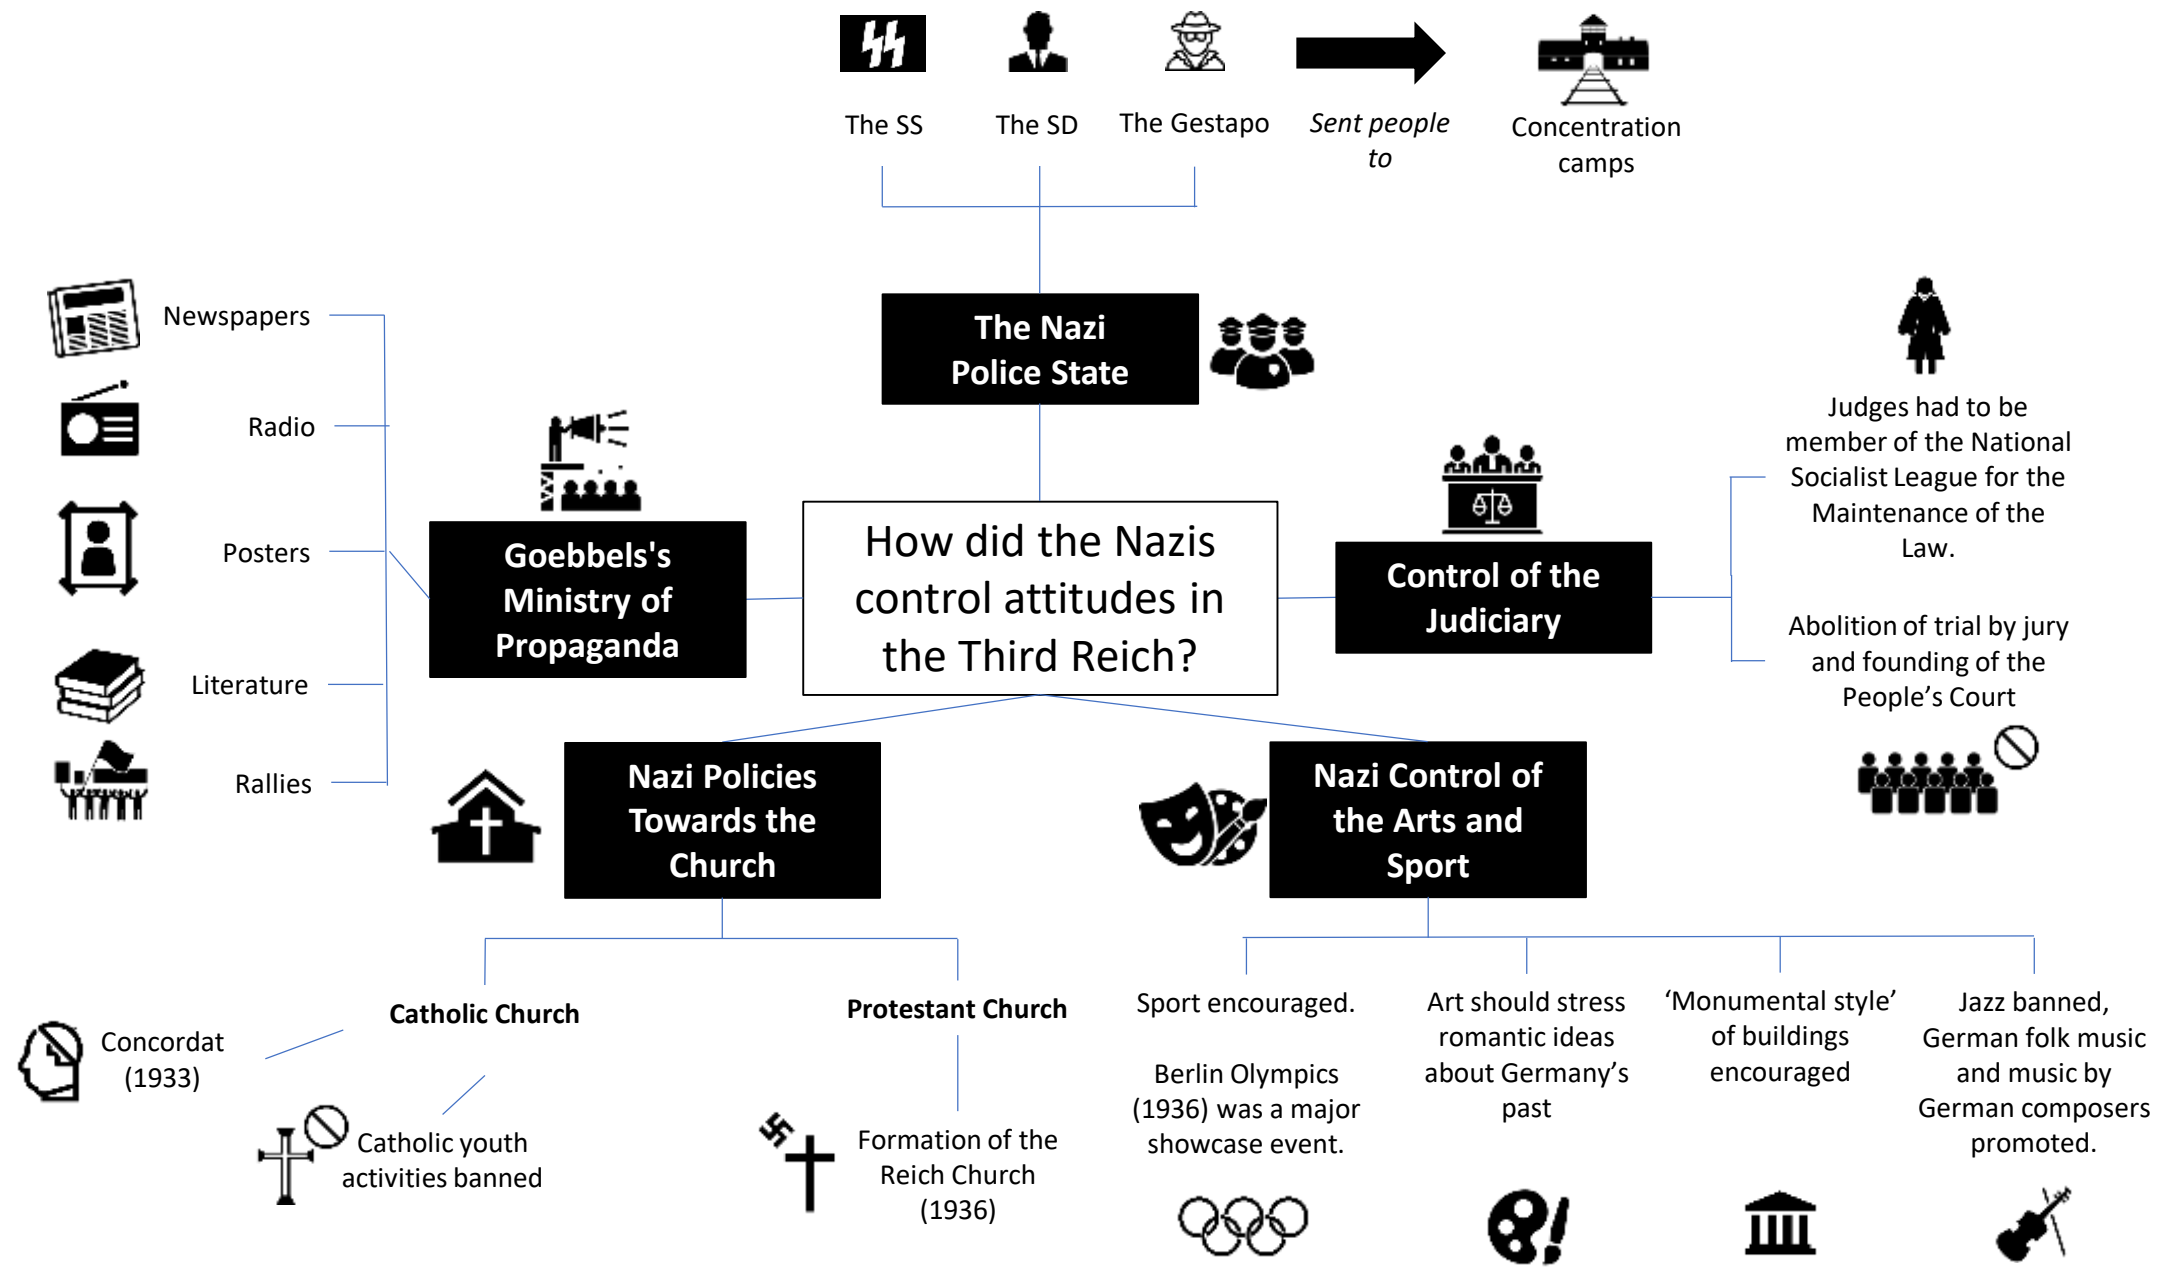 The SS
The SD
The Gestapo
Sent people
to
Concentration
camps
The Nazi
Police State
Newspapers
Radio
Posters
Literature
Rallies
Goebbels's
Ministry of
Propaganda
How did the Nazis
control attitudes in
the Third Reich?
Control of the
Judiciary
Judges had to be
member of the National
Socialist League for the
Maintenance of the
Law.
Abolition of trial by jury
and founding of the
People’s Court
Nazi Policies
Towards the
Church
Nazi Control of
the Arts and
Sport
Catholic Church
Concordat
(1933)
Catholic youth
activities banned
Protestant Church
Formation of the
Reich Church
(1936)
Sport encouraged.
Berlin Olympics
(1936) was a major
showcase event.
Art should stress
romantic ideas
about Germany’s
past
‘Monumental style’
of buildings
encouraged
Jazz banned,
German folk music
and music by
German composers
promoted.